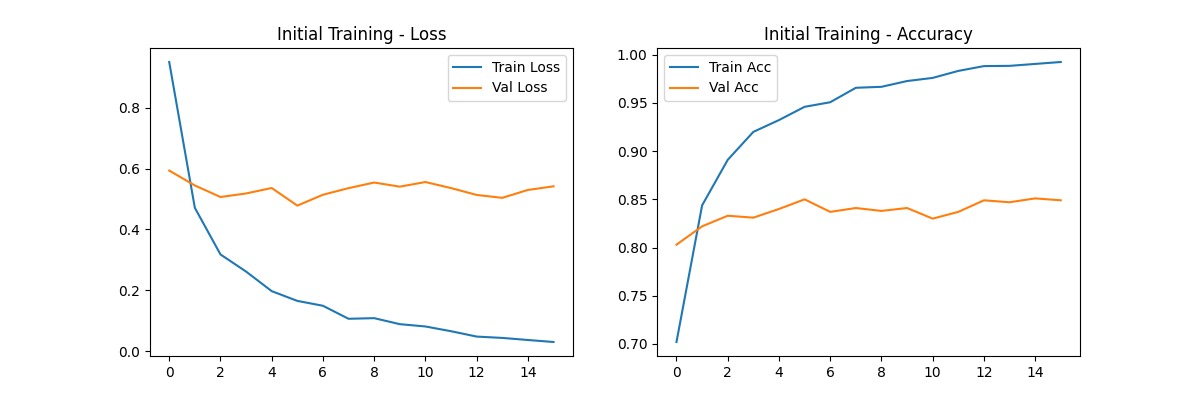 Initial Training - Loss
Train Loss
Val Loss
0.8
0.6
0.4
0.2
0.0
0 2 4 6 8 10 12 14
Initial Training - Accuracy
Train Acc
Val Acc
1.00
0.95
0.90
0.85
0.80
0.75
0.70
0 2 4 6 8 10 12 14